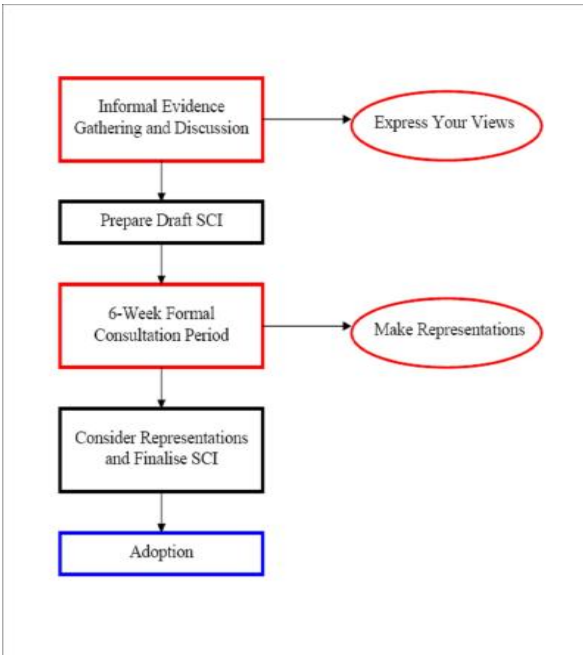 Informal Evidence
Gathering and Discussion
Express Your Views
Prepare Draft SCI
6-Week Formal
Consultation Period
Make Representations
Consider Representations
and Finalise SCI
Adoption